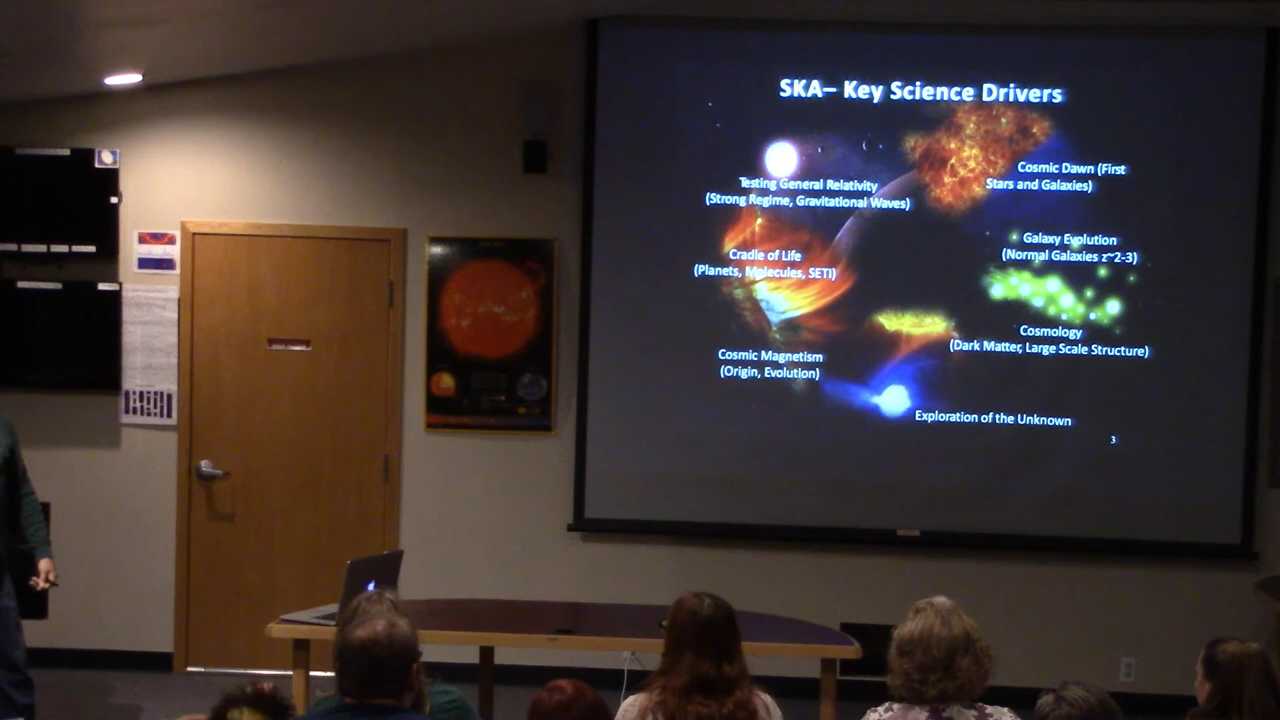 SKA– Key Science Drivers
Testing General Relativity
(Strong Regime, Gravitational Waves)
Cosmic Dawn (First
Stars and Galaxies)
Cradle of Life
(Planets, Molecules, SETI)
Galaxy Evolution
(Normal Galaxies z~2-3)
Cosmology
(Dark Matter, Large Scale Structure)
Cosmic Magnetism
(Origin, Evolution)
Exploration of the Unknown
3